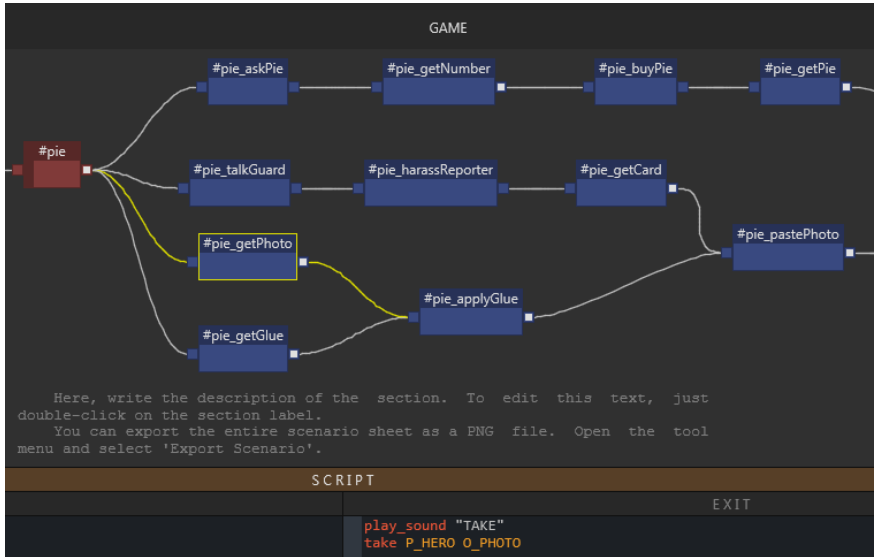 GAME
#pie_askPie
#pie_getNumber
#pie_buyPie
#pie_getPie
#pie
#pie_talkGuard
#pie_harassReporter
#pie_getCard
#pie_getPhoto
#pie_pastePhoto
#pie_applyGlue
#pie_getGlue
Here, write the description of the section. To edit this text, just
double-click on the section label.
You can export the entire scenario sheet as a PNG file. Open the tool
menu and select 'Export Scenario'.
SCRIPT
EXIT
play_sound "TAKE"
take P_HERO O_PHOTO